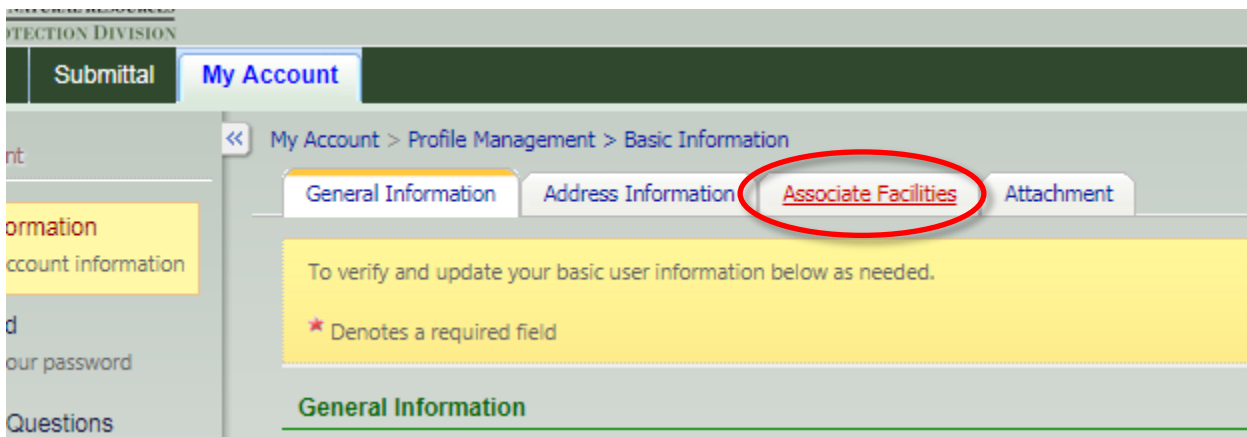 NATURAL RESOURCES
OTECTION DIVISION
Submittal
My Account
nt
«
My Account > Profile Management > Basic Information
General Information
Address Information
Associate Facilities
Attachment
ormation
ccount information
To verify and update your basic user information below as needed.
* Denotes a required field
d
our password
General Information
Questions